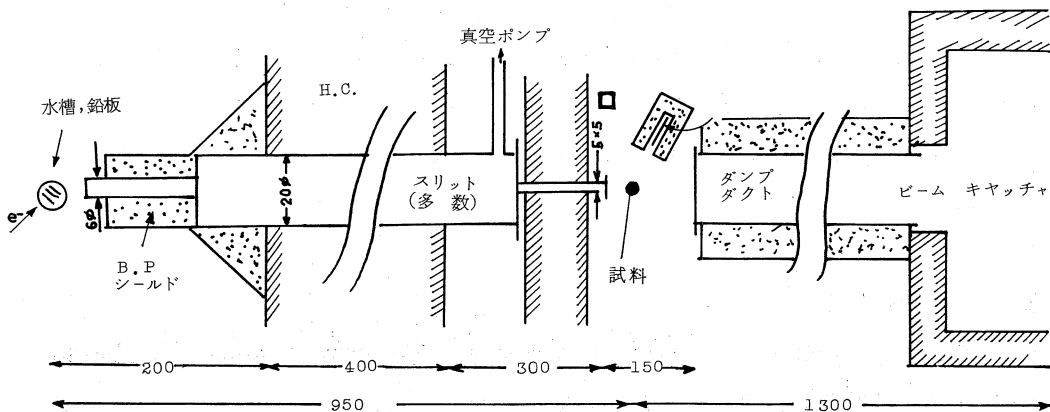 真空ポンプ
水槽,鉛板
H.C.
5×5
スリット
(多数)
ダンプ
ダクト
ビーム キャッチャ
20φ
6φ
e-
B.P
シールド
試料
200
400
300
150
950
1300